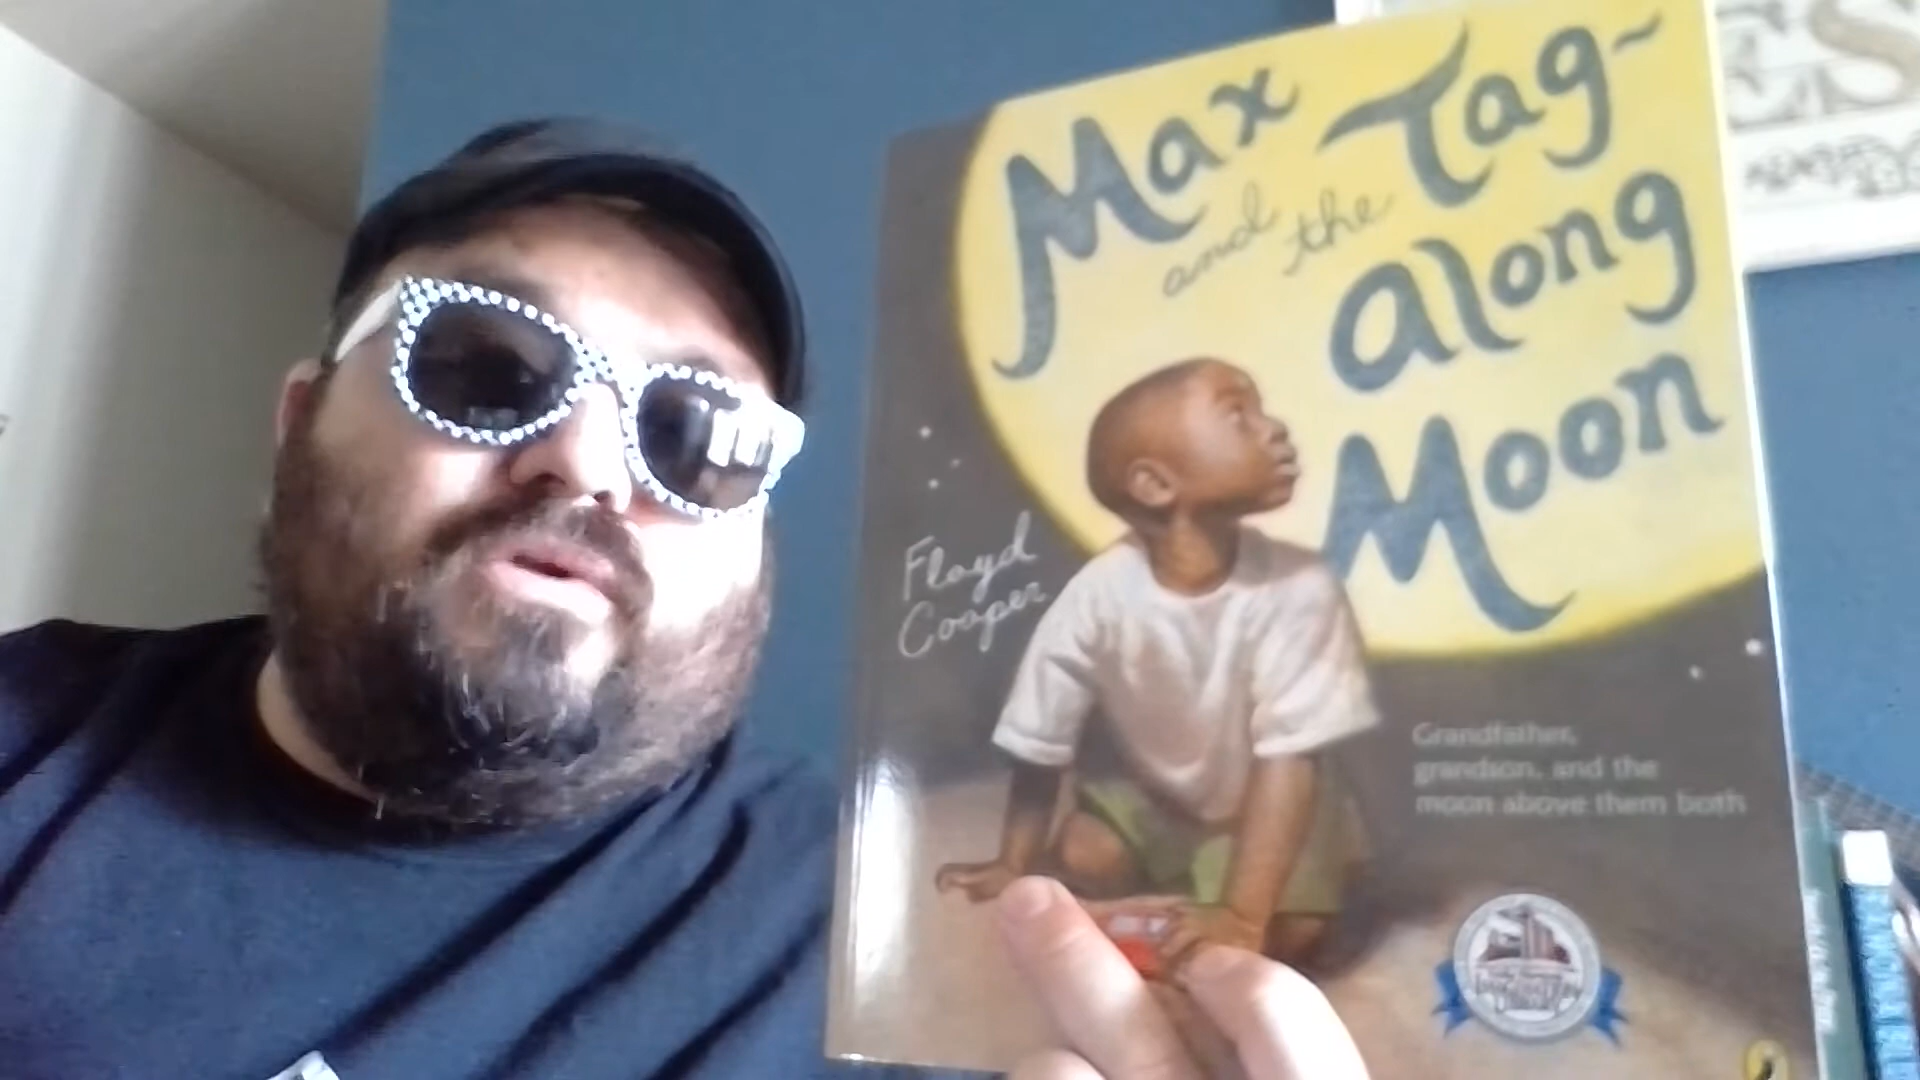 Max
and the
Tag-
along
Moon
Floyd
Cooper
Grandfather,
grandson, and the
moon above them both